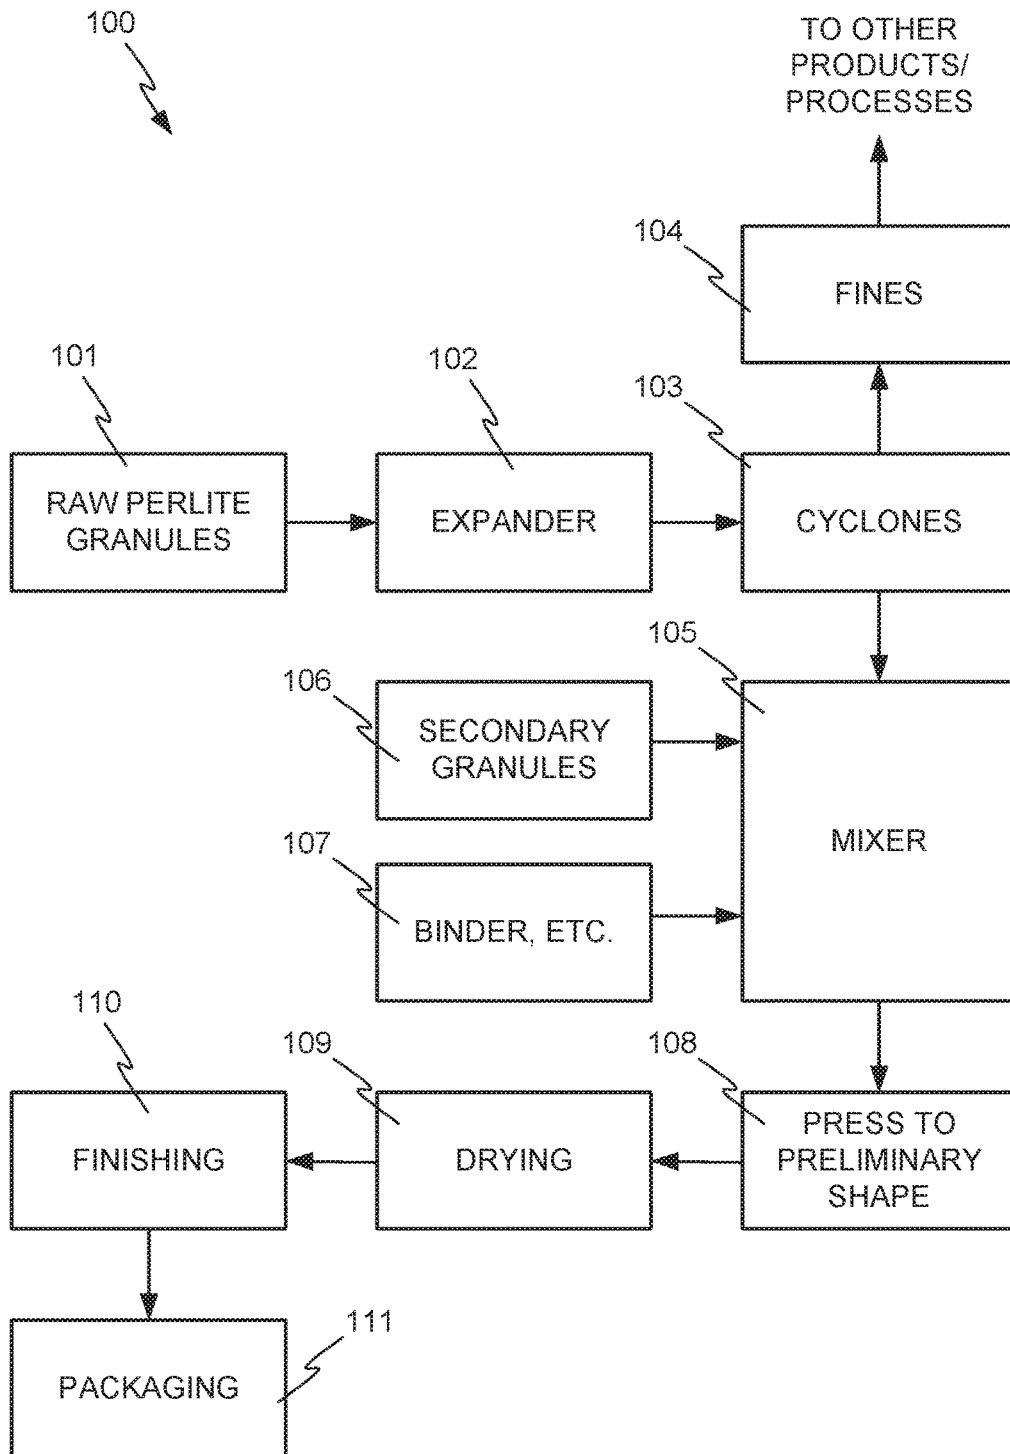 100
TO OTHER
PRODUCTS/
PROCESSES
104
FINES
101
102
103
RAW PERLITE
GRANULES
EXPANDER
CYCLONES
105
106
SECONDARY
GRANULES
MIXER
107
BINDER, ETC.
110
109
108
FINISHING
DRYING
PRESS TO
PRELIMINARY
SHAPE
111
PACKAGING